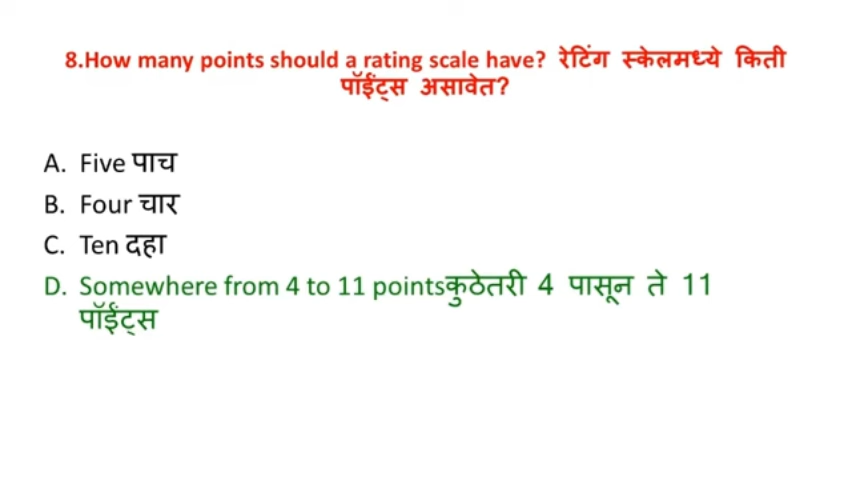 8.How many points should a rating scale have? रेटिंग स्केलमध्ये किती
पॉईंट्स असावेत?
A. Five पाच
B. Four चार
C. Ten दहा
D. Somewhere from 4 to 11 pointsकुठेतरी 4 पासून ते 11
पॉईंट्स